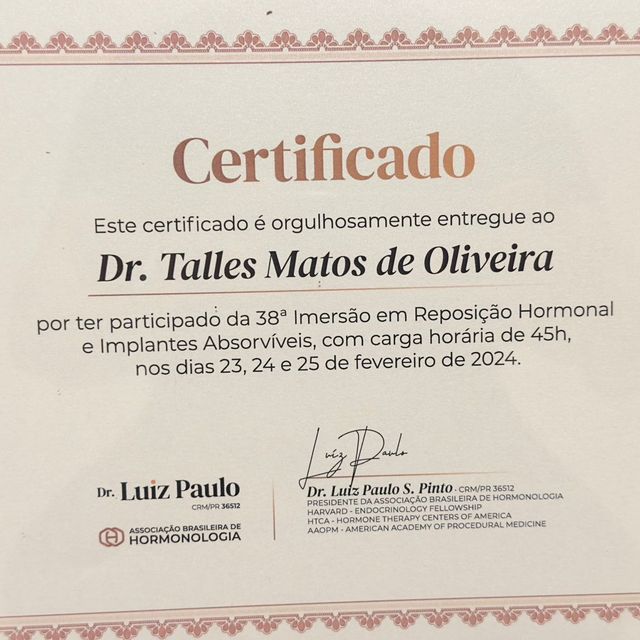 Certificado
Este certificado é orgulhosamente entregue ao
Dr. Talles Matos de Oliveira
por ter participado da 38ª Imersão em Reposição Hormonal
e Implantes Absorvíveis, com carga horária de 45h,
nos dias 23, 24 e 25 de fevereiro de 2024.
Luiz Paulo
Dr. Luiz Paulo
CRM/PR 36512
ASSOCIAÇÃO BRASILEIRA DE
HORMONOLOGIA
Dr. Luiz Paulo S. Pinto - CRM/PR 36512
PRESIDENTE DA ASSOCIAÇÃO BRASILEIRA DE HORMONOLOGIA
HARVARD - ENDOCRINOLOGY FELLOWSHIP
HTCA - HORMONE THERAPY CENTERS OF AMERICA
AAOPM - AMERICAN ACADEMY OF PROCEDURAL MEDICINE